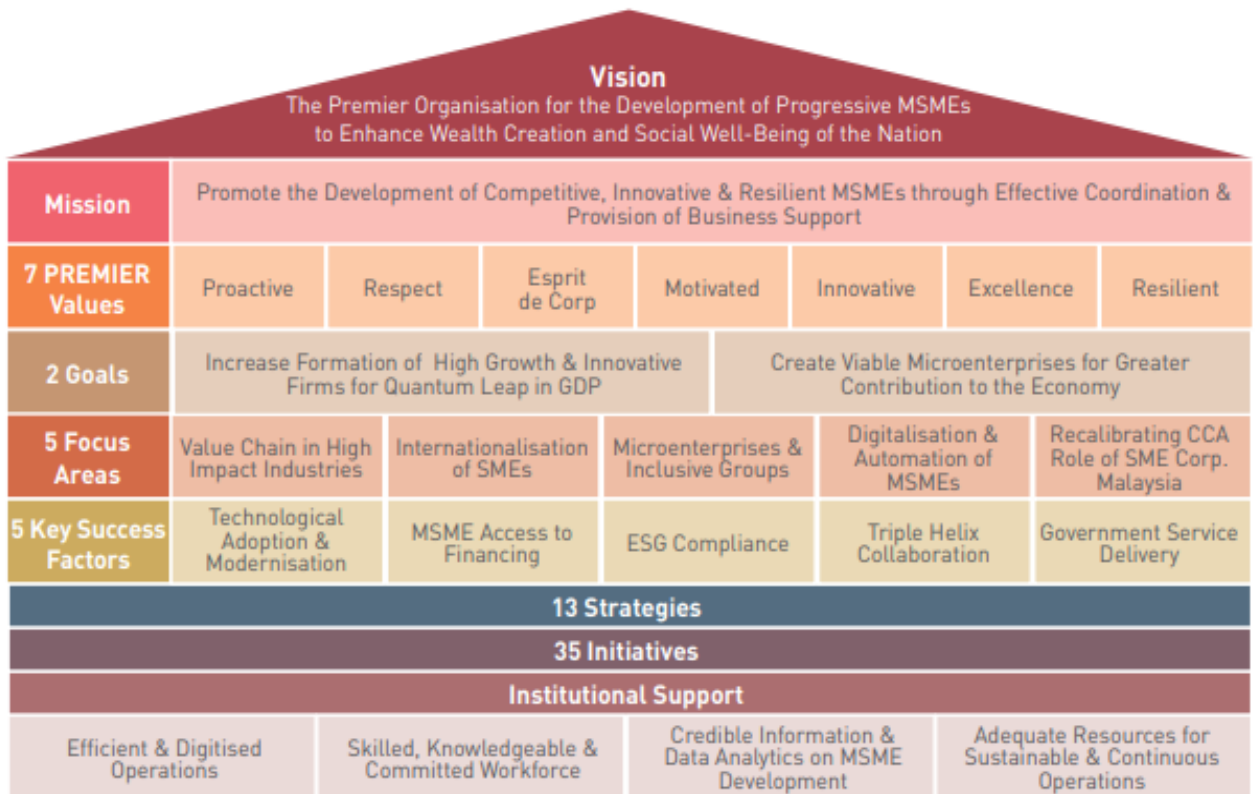 Vision
The Premier Organisation for the Development of Progressive MSMEs
to Enhance Wealth Creation and Social Well-Being of the Nation
Mission
Promote the Development of Competitive, Innovative & Resilient MSMEs through Effective Coordination &
Provision of Business Support
7 PREMIER
Values
Proactive
Respect
Esprit
de Corp
Motivated
Innovative
Excellence
Resilient
2 Goals
Increase Formation of High Growth & Innovative
Firms for Quantum Leap in GDP
Create Viable Microenterprises for Greater
Contribution to the Economy
5 Focus
Areas
Value Chain in High
Impact Industries
Internationalisation
of SMEs
Microenterprises &
Inclusive Groups
Digitalisation &
Automation of
MSMEs
Recalibrating CCA
Role of SME Corp.
Malaysia
5 Key Success
Factors
Technological
Adoption &
Modernisation
MSME Access to
Financing
ESG Compliance
Triple Helix
Collaboration
Government Service
Delivery
13 Strategies
35 Initiatives
Institutional Support
Efficient & Digitised
Operations
Skilled, Knowledgeable &
Committed Workforce
Credible Information &
Data Analytics on MSME
Development
Adequate Resources for
Sustainable & Continuous
Operations